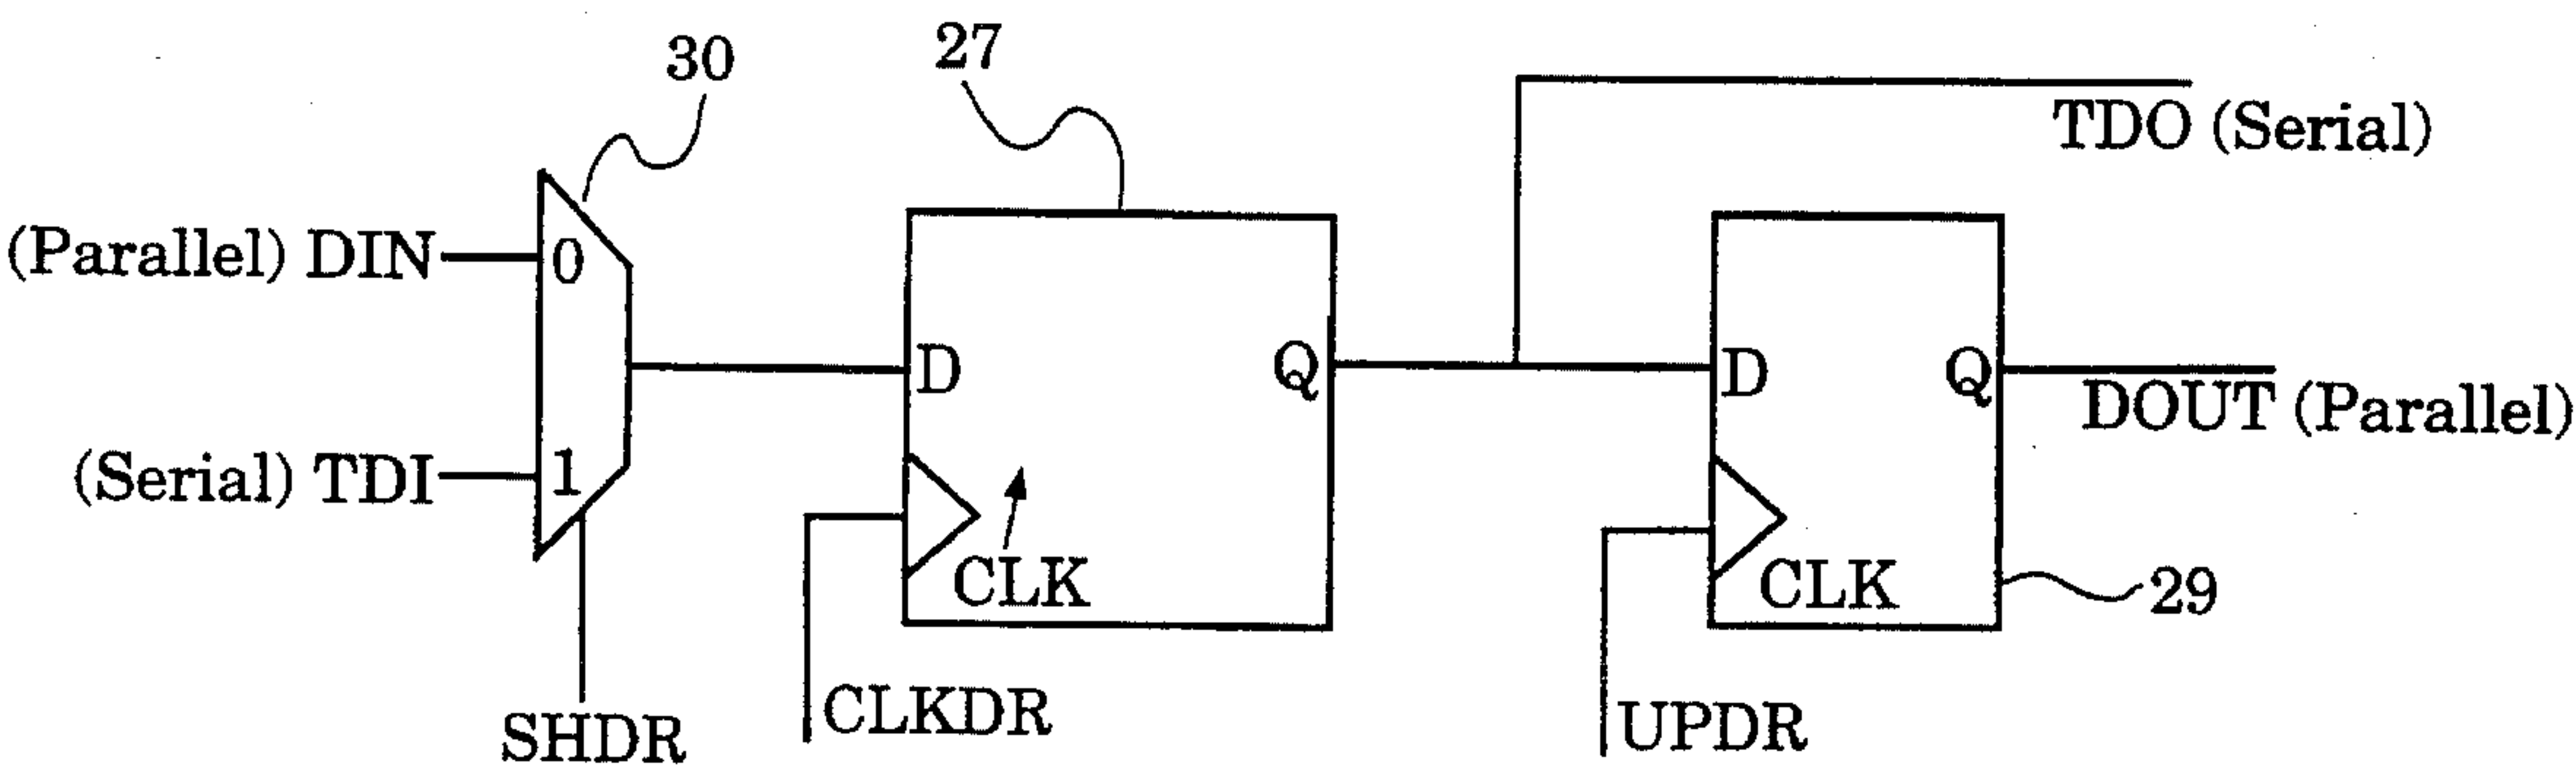 30
27
TDO (Serial)
(Parallel) DIN
0
D
Q
D
Q
DOUT (Parallel)
(Serial) TDI
1
CLK
CLK
29
SHDR
CLKDR
UPDR